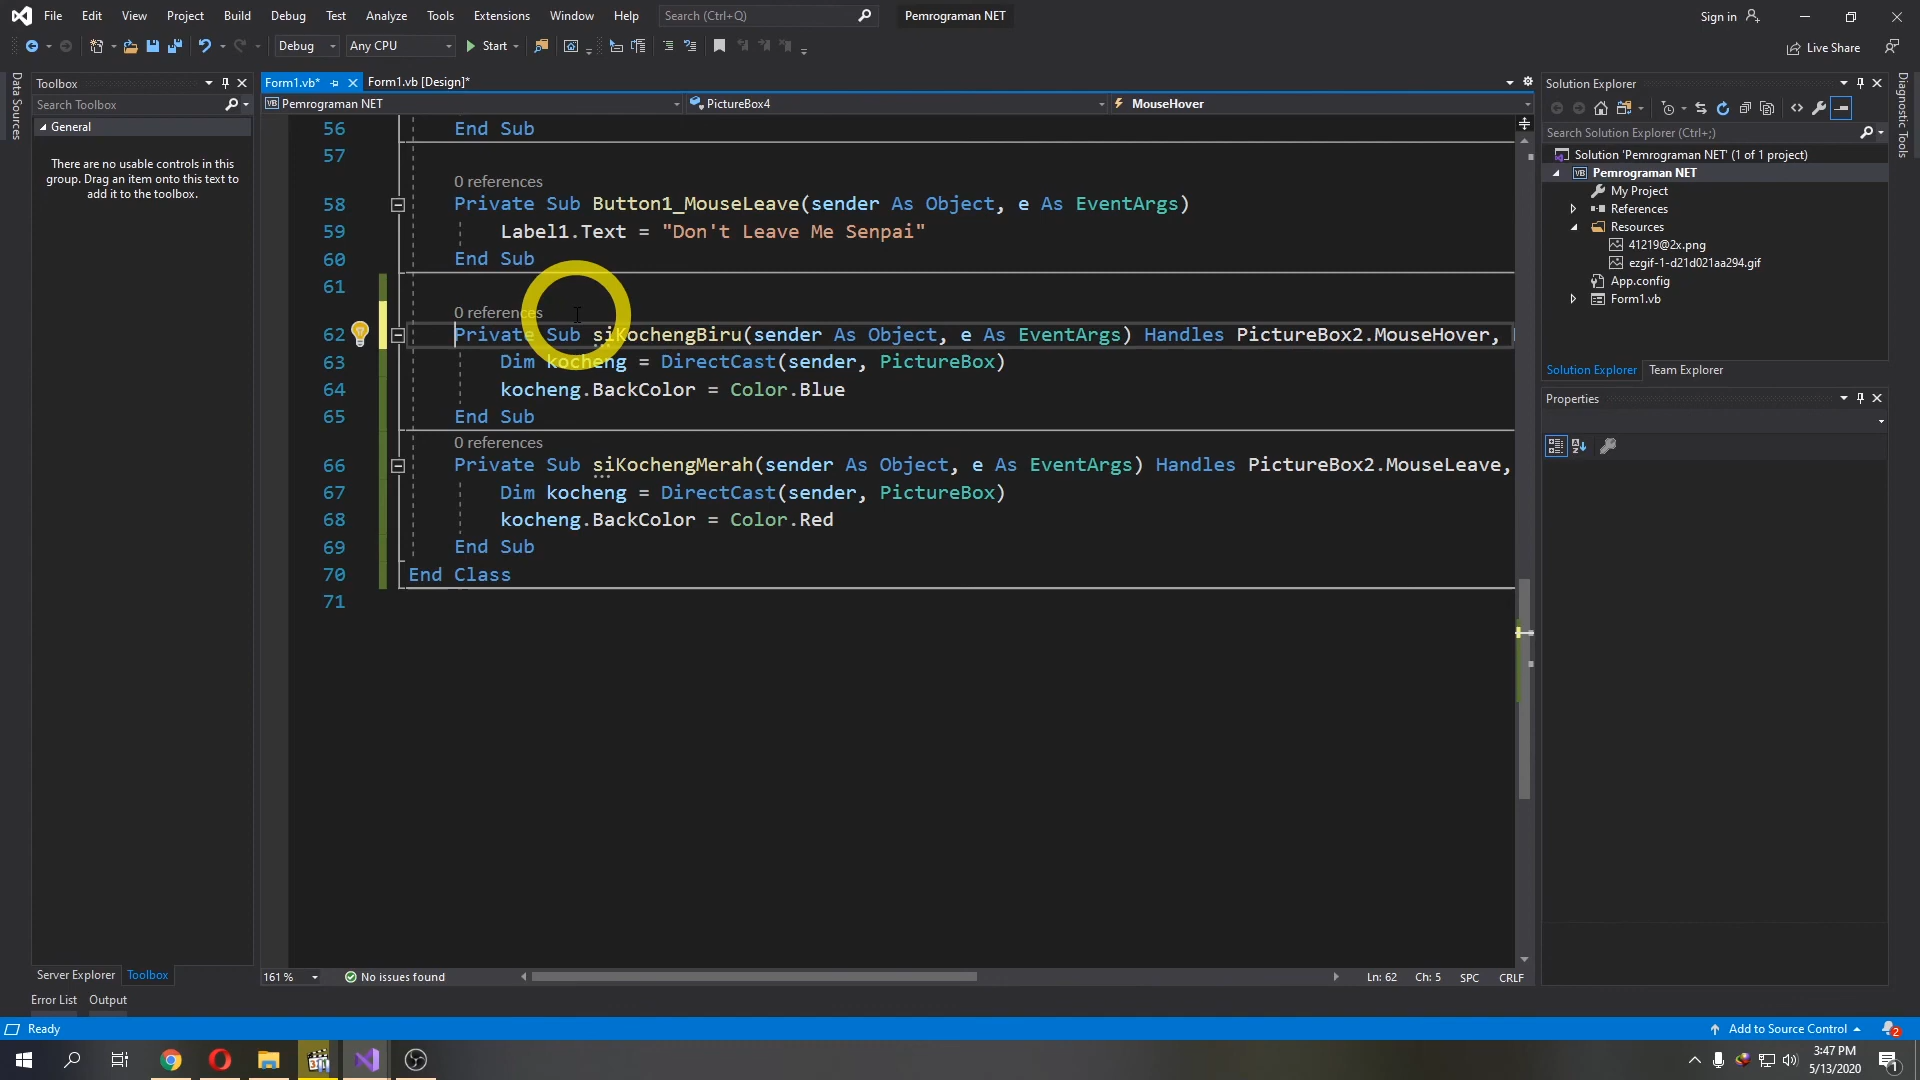 File Edit View Project Build Debug Test Analyze Tools Extensions Window Help Search (Ctrl+Q) Pemrograman NET Sign in
Debug Any CPU Start Live Share
Data Sources
Toolbox
Search Toolbox
General
There are no usable controls in this
group. Drag an item onto this text to
add it to the toolbox.
Server Explorer Toolbox
Form1.vb* Form1.vb [Design]*
VB Pemrograman NET PictureBox4 MouseHover
56 End Sub
57
0 references
58 Private Sub Button1_MouseLeave(sender As Object, e As EventArgs)
59 Label1.Text = "Don't Leave Me Senpai"
60 End Sub
61
0 references
62 Private Sub siKochengBiru(sender As Object, e As EventArgs) Handles PictureBox2.MouseHover,
63 Dim kocheng = DirectCast(sender, PictureBox)
64 kocheng.BackColor = Color.Blue
65 End Sub
0 references
66 Private Sub siKochengMerah(sender As Object, e As EventArgs) Handles PictureBox2.MouseLeave,
67 Dim kocheng = DirectCast(sender, PictureBox)
68 kocheng.BackColor = Color.Red
69 End Sub
70 End Class
71
161 % No issues found Ln: 62 Ch: 5 SPC CRLF
Solution Explorer
Search Solution Explorer (Ctrl+;)
Solution 'Pemrograman NET' (1 of 1 project)
VB Pemrograman NET
My Project
References
Resources
41219@2x.png
ezgif-1-d21d021aa294.gif
App.config
Form1.vb
Solution Explorer Team Explorer
Properties
Diagnostic Tools
Error List Output
Ready Add to Source Control 2
3:47 PM
5/13/2020
1